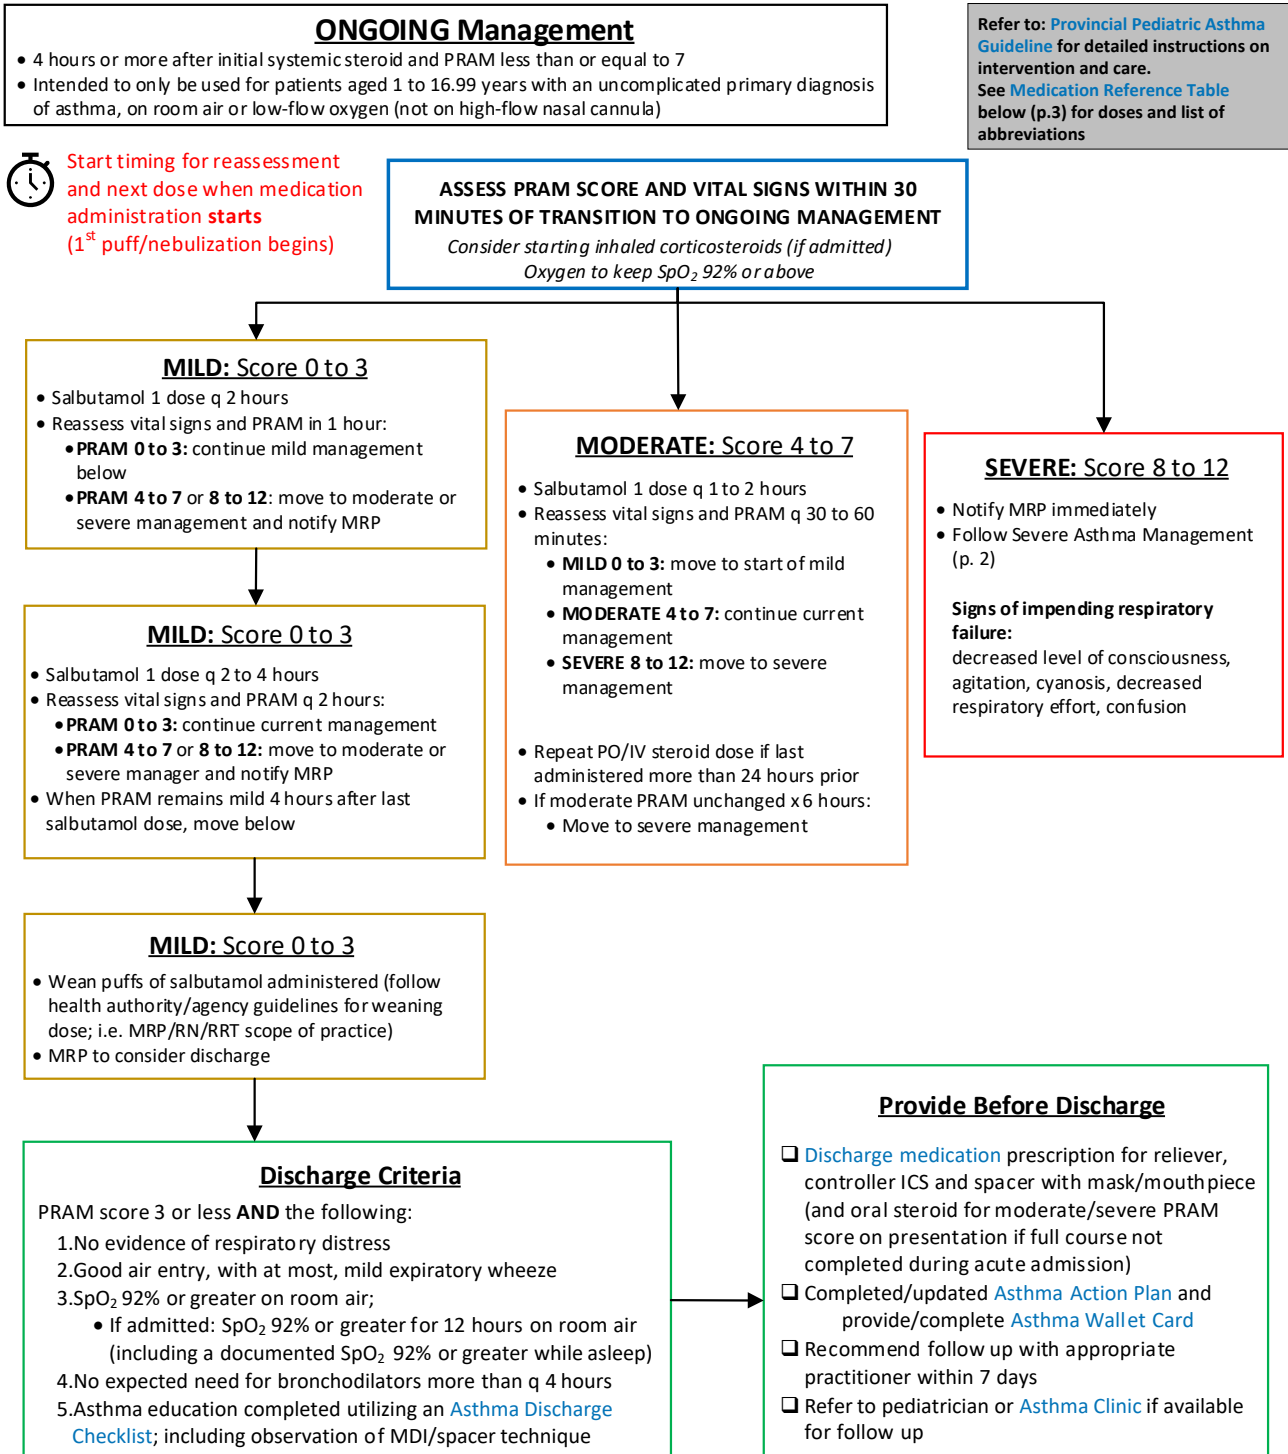 ONGOING Management
• 4 hours or more after initial systemic steroid and PRAM less than or equal to 7
• Intended to only be used for patients aged 1 to 16.99 years with an uncomplicated primary diagnosis
of asthma, on room air or low-flow oxygen (not on high-flow nasal cannula)
Refer to: Provincial Pediatric Asthma
Guideline for detailed instructions on
intervention and care.
See Medication Reference Table
below (p.3) for doses and list of
abbreviations
Start timing for reassessment
and next dose when medication
administration starts
(1st puff/nebulization begins)
ASSESS PRAM SCORE AND VITAL SIGNS WITHIN 30
MINUTES OF TRANSITION TO ONGOING MANAGEMENT
Consider starting inhaled corticosteroids (if admitted)
Oxygen to keep SpO2 92% or above
MILD: Score 0 to 3
• Salbutamol 1 dose q 2 hours
• Reassess vital signs and PRAM in 1 hour:
• PRAM 0 to 3: continue mild management
below
• PRAM 4 to 7 or 8 to 12: move to moderate or
severe management and notify MRP
MILD: Score 0 to 3
• Salbutamol 1 dose q 2 to 4 hours
• Reassess vital signs and PRAM q 2 hours:
• PRAM 0 to 3: continue current management
• PRAM 4 to 7 or 8 to 12: move to moderate or
severe manager and notify MRP
• When PRAM remains mild 4 hours after last
salbutamol dose, move below
MILD: Score 0 to 3
• Wean puffs of salbutamol administered (follow
health authority/agency guidelines for weaning
dose; i.e. MRP/RN/RRT scope of practice)
• MRP to consider discharge
MODERATE: Score 4 to 7
• Salbutamol 1 dose q 1 to 2 hours
• Reassess vital signs and PRAM q 30 to 60
minutes:
• MILD 0 to 3: move to start of mild
management
• MODERATE 4 to 7: continue current
management
• SEVERE 8 to 12: move to severe
management
• Repeat PO/IV steroid dose if last
administered more than 24 hours prior
• If moderate PRAM unchanged x 6 hours:
• Move to severe management
SEVERE: Score 8 to 12
• Notify MRP immediately
• Follow Severe Asthma Management
(p. 2)
Signs of impending respiratory
failure:
decreased level of consciousness,
agitation, cyanosis, decreased
respiratory effort, confusion
Discharge Criteria
PRAM score 3 or less AND the following:
1.No evidence of respiratory distress
2.Good air entry, with at most, mild expiratory wheeze
3.SpO2 92% or greater on room air;
• If admitted: SpO2 92% or greater for 12 hours on room air
(including a documented SpO2 92% or greater while asleep)
4.No expected need for bronchodilators more than q 4 hours
5.Asthma education completed utilizing an Asthma Discharge
Checklist; including observation of MDI/spacer technique
Provide Before Discharge
❑ Discharge medication prescription for reliever,
controller ICS and spacer with mask/mouthpiece
(and oral steroid for moderate/severe PRAM
score on presentation if full course not
completed during acute admission)
❑ Completed/updated Asthma Action Plan and
provide/complete Asthma Wallet Card
❑ Recommend follow up with appropriate
practitioner within 7 days
❑ Refer to pediatrician or Asthma Clinic if available
for follow up